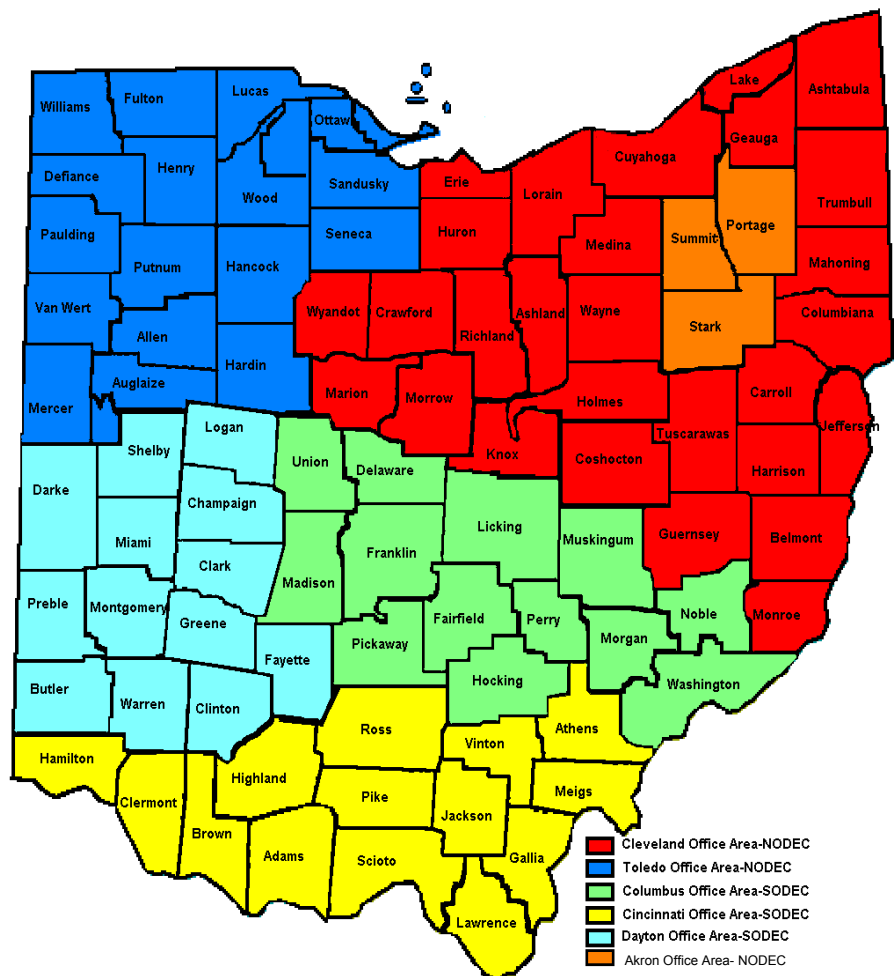 Lake
Ashtabula
Lucas
Fulton
Williams
Ottaw
Geauga
Cuyahoga
Henry
Defiance
Sandusky
Erie
Wood
Lorain
Trumbull
Portage
Paulding
Seneca
Huron
Medina
Summit
Putnum
Hancock
Mahoning
Van Wert
Wyandot
Crawford
Ashland
Wayne
Columbiana
Richland
Stark
Allen
Hardin
Auglaize
Marion
Carroll
Morrow
Holmes
Mercer
Logan
Tuscarawas
Jefferson
Shelby
Union
Delaware
Knox
Coshocton
Harrison
Darke
Champaign
Licking
Guernsey
Belmont
Miami
Muskingum
Franklin
Clark
Madison
Preble
Montgomery
Noble
Monroe
Greene
Fairfield
Perry
Pickaway
Morgan
Fayette
Hocking
Washington
Butler
Warren
Clinton
Ross
Athens
Vinton
Hamilton
Highland
Meigs
Clermont
Pike
Jackson
Brown
Cleveland Office Area-NODEC
Adams
Scioto
Gallia
Toledo Office Area-NODEC
Columbus Office Area-SODEC
Cincinnati Office Area-SODEC
Lawrence
Dayton Office Area-SODEC
Akron Office Area- NODEC